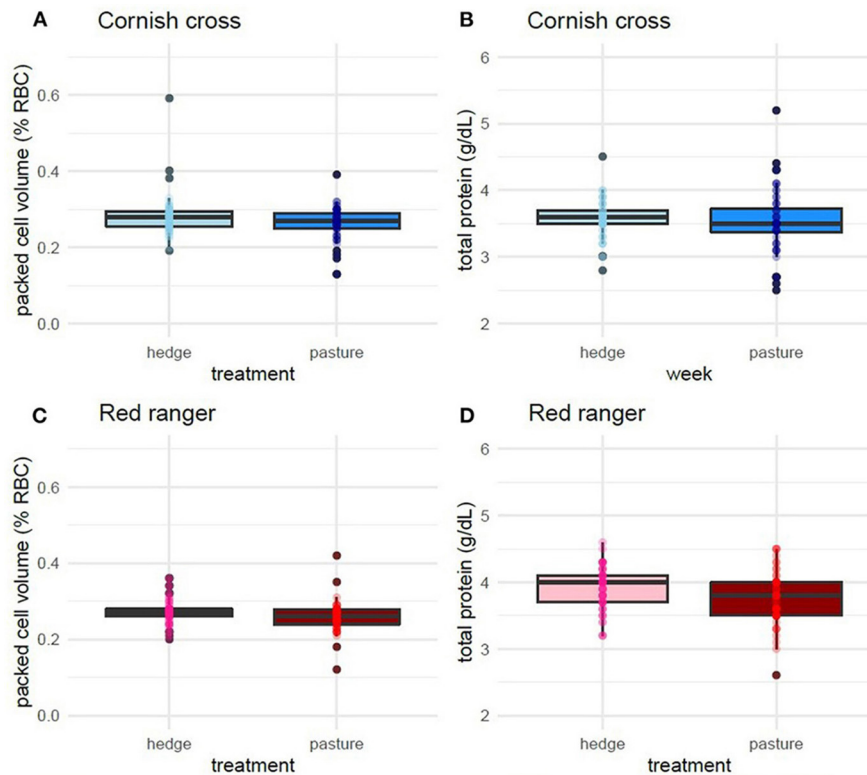 A Cornish cross
packed cell volume (% RBC)
0.6
0.4
0.2
0.0
hedge pasture
treatment
B Cornish cross
total protein (g/dL)
6
5
4
3
2
hedge pasture
week
C Red ranger
packed cell volume (% RBC)
0.6
0.4
0.2
0.0
hedge pasture
treatment
D Red ranger
total protein (g/dL)
6
5
4
3
2
hedge pasture
treatment